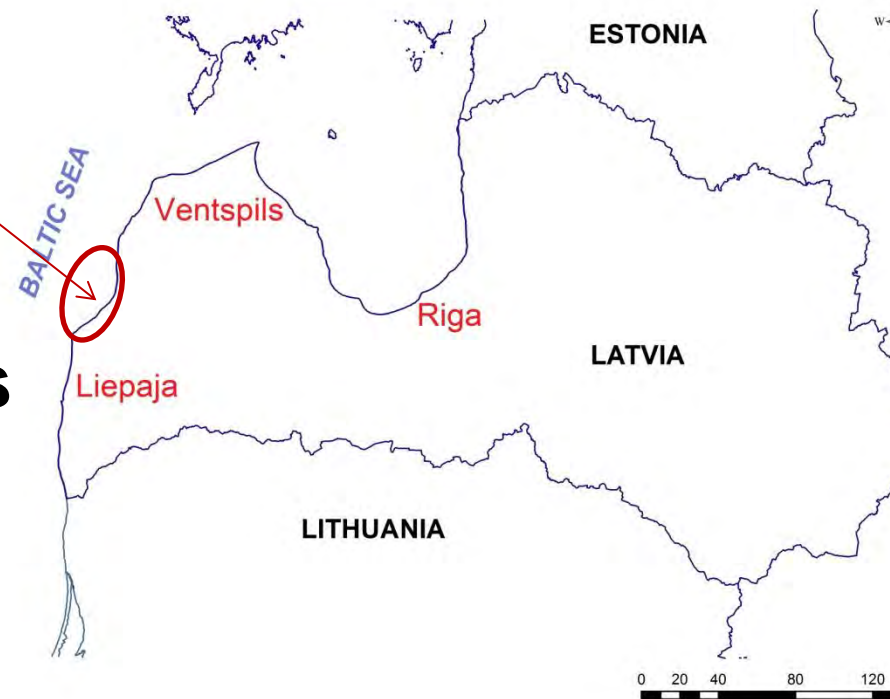 ESTONIA
W
BALTIC SEA
Ventspils
Riga
LATVIA
s
Liepaja
LITHUANIA
0 20 40 80 120